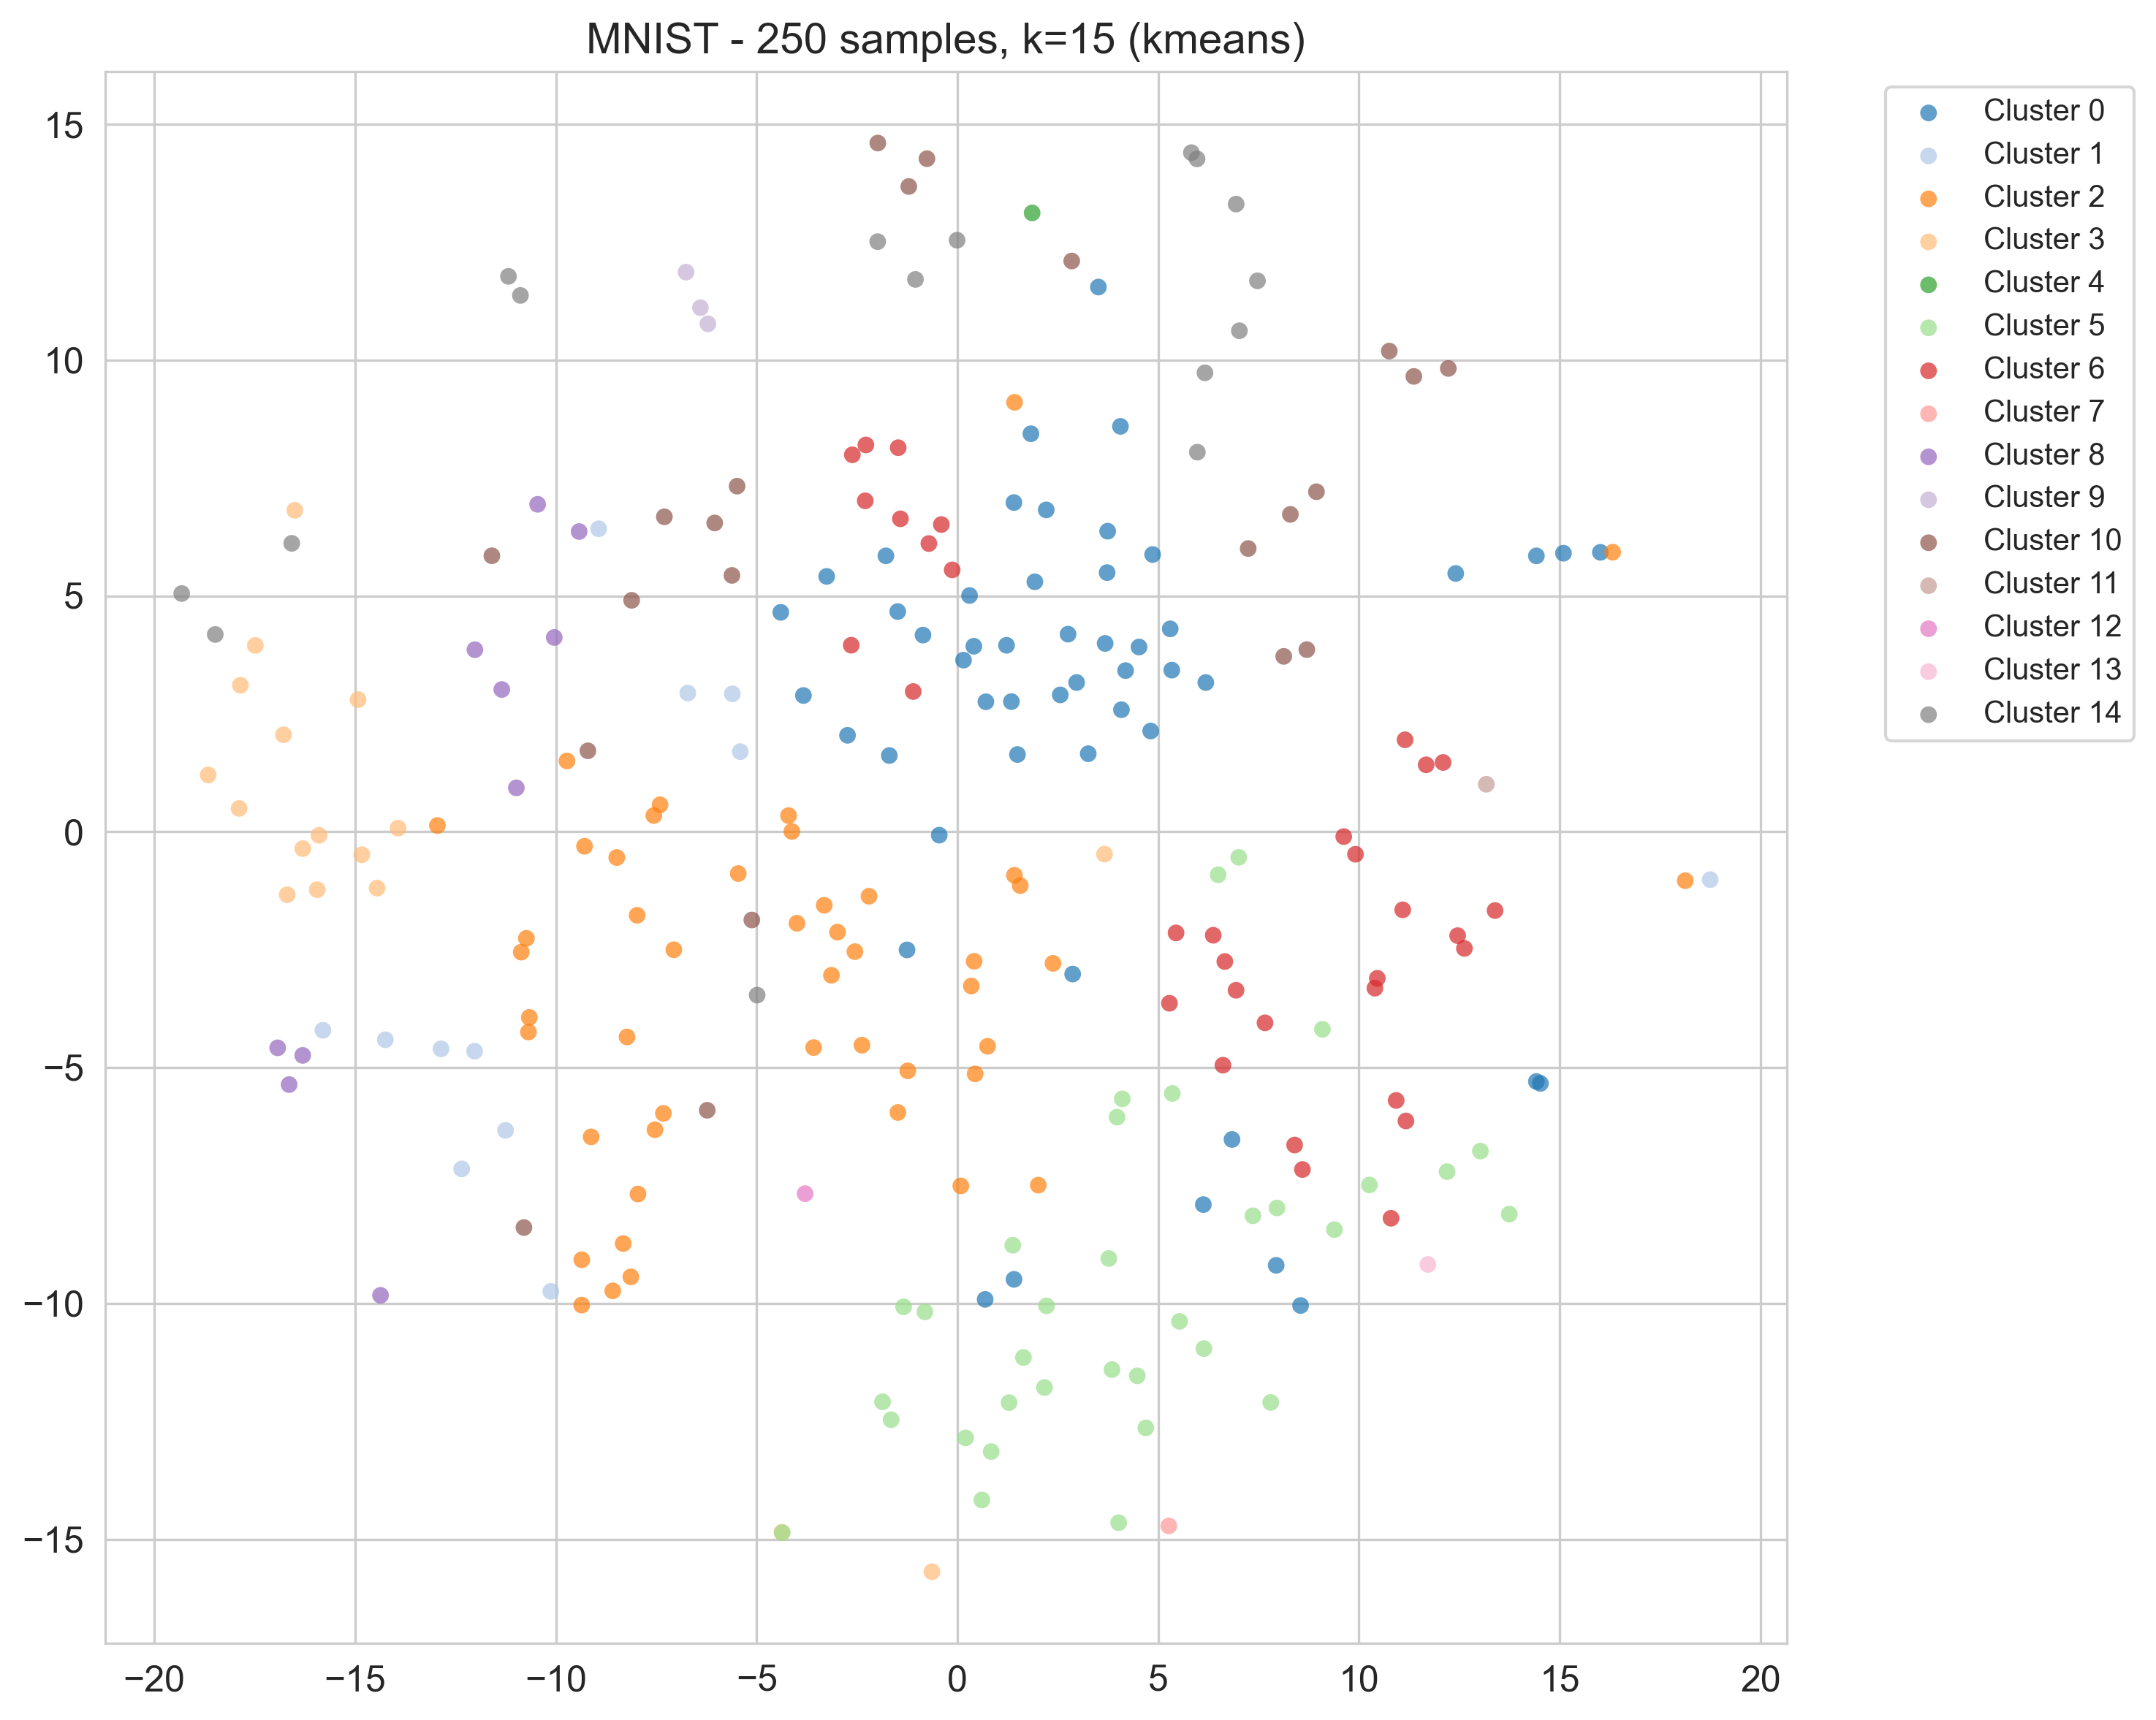 MNIST - 250 samples, k=15 (kmeans)
15
10
5
0
−5
−10
−15
−20
−15
−10
−5
0
5
10
15
20
Cluster 0
Cluster 1
Cluster 2
Cluster 3
Cluster 4
Cluster 5
Cluster 6
Cluster 7
Cluster 8
Cluster 9
Cluster 10
Cluster 11
Cluster 12
Cluster 13
Cluster 14